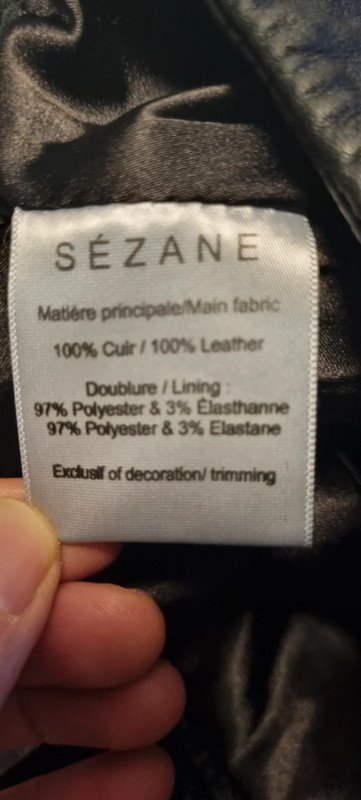 SÉZANE
Matière principale/Main fabric
100% Cuir / 100% Leather
Doublure / Lining :
97% Polyester & 3% Élasthanne
97% Polyester & 3% Elastane
Exclusif of decoration/ trimming